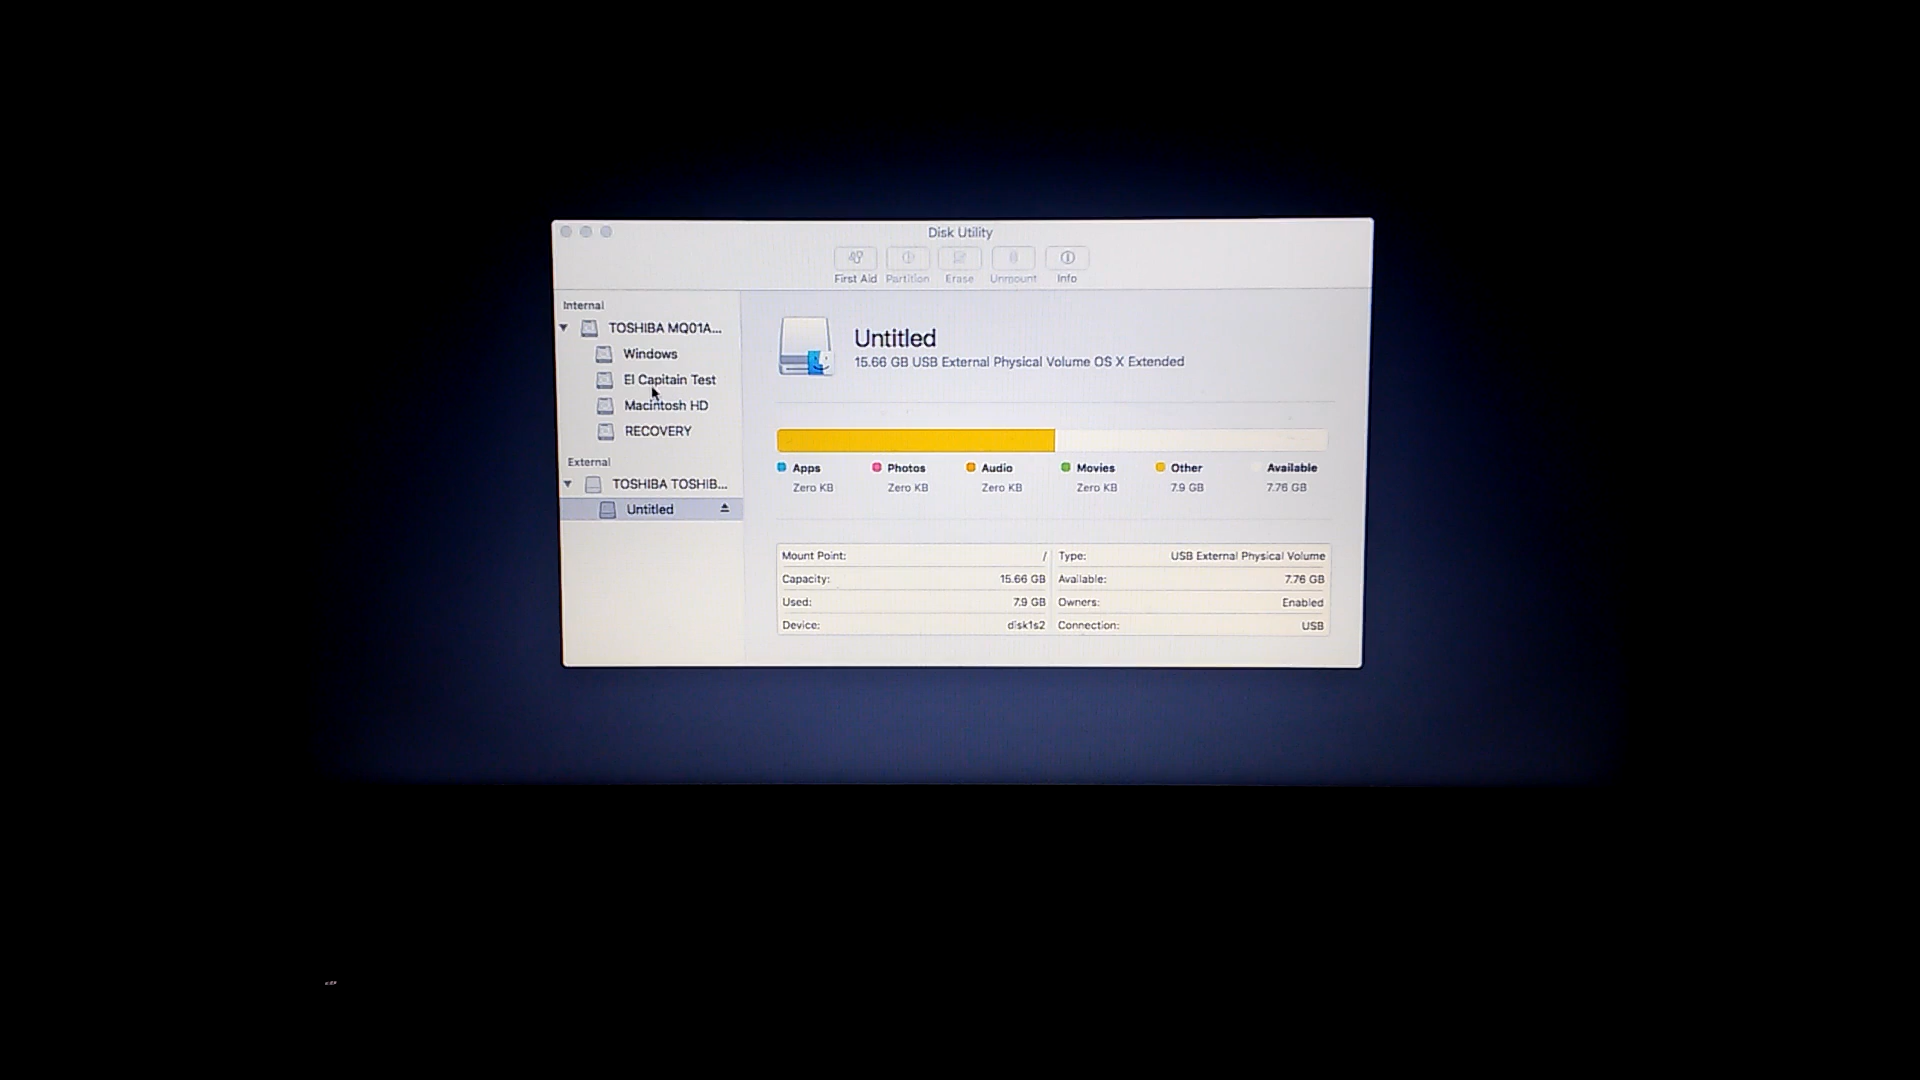 Disk Utility
First Aid Partition Erase Unmount Info
Internal
TOSHIBA MQ01A...
Windows
El Capitain Test
Macintosh HD
RECOVERY
External
TOSHIBA TOSHIB...
Untitled
Untitled
15.66 GB USB External Physical Volume OS X Extended
Apps Photos Audio Movies Other Available
Zero KB Zero KB Zero KB Zero KB 7.9 GB 7.76 GB
Mount Point: / Type: USB External Physical Volume
Capacity: 15.66 GB Available: 7.76 GB
Used: 7.9 GB Owners: Enabled
Device: disk1s2 Connection: USB